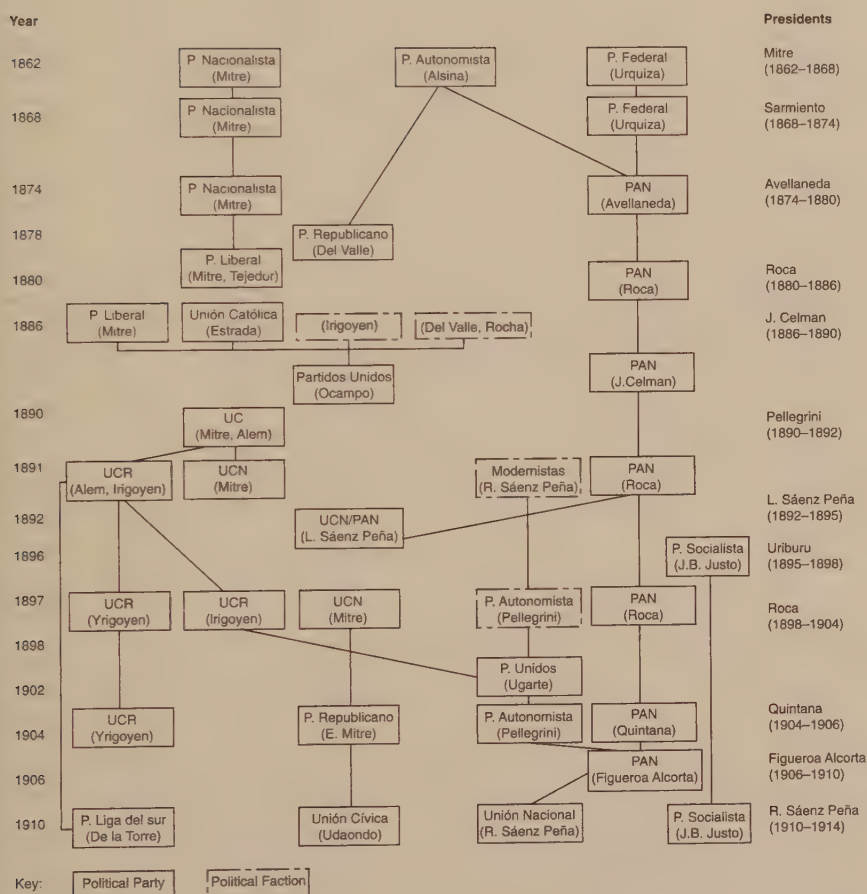 Year
Presidents
1862
P. Nacionalista
(Mitre)
P. Autonomista
(Alsina)
P. Federal
(Urquiza)
Mitre
(1862–1868)
1868
P. Nacionalista
(Mitre)
P. Federal
(Urquiza)
Sarmiento
(1868–1874)
1874
P. Nacionalista
(Mitre)
PAN
(Avellaneda)
Avellaneda
(1874–1880)
1878
P. Republicano
(Del Valle)
1880
P. Liberal
(Mitre, Tejedur)
PAN
(Roca)
Roca
(1880–1886)
1886
P. Liberal
(Mitre)
Unión Católica
(Estrada)
(Irigoyen)
(Del Valle, Rocha)
J. Celman
(1886–1890)
Partidos Unidos
(Ocampo)
PAN
(J.Celman)
1890
UC
(Mitre, Alem)
Pellegrini
(1890–1892)
1891
UCR
(Alem, Irigoyen)
UCN
(Mitre)
Modernistas
(R. Sáenz Peña)
PAN
(Roca)
L. Sáenz Peña
(1892–1895)
1892
UCN/PAN
(L. Sáenz Peña)
1896
P. Socialista
(J.B. Justo)
Uriburu
(1895–1898)
1897
UCR
(Yrigoyen)
UCR
(Irigoyen)
UCN
(Mitre)
P. Autonomista
(Pellegrini)
PAN
(Roca)
Roca
(1898–1904)
1898
P. Unidos
(Ugarte)
1902
1904
UCR
(Yrigoyen)
P. Republicano
(E. Mitre)
P. Autonomista
(Pellegrini)
PAN
(Quintana)
Quintana
(1904–1906)
1906
PAN
(Figueroa Alcorta)
Figueroa Alcorta
(1906–1910)
1910
P. Liga del sur
(De la Torre)
Unión Cívica
(Udaondo)
Unión Nacional
(R. Sáenz Peña)
P. Socialista
(J.B. Justo)
R. Sáenz Peña
(1910–1914)
Key:
Political Party
Political Faction